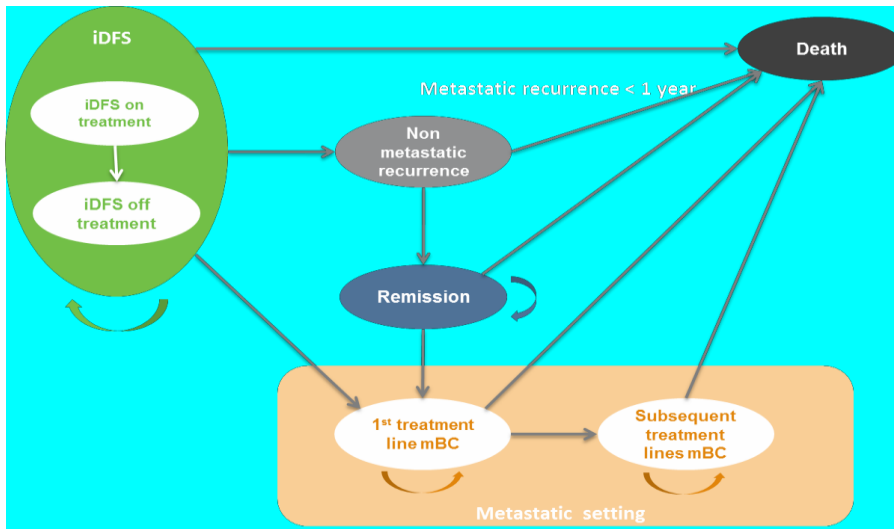 iDFS
Death
Metastatic recurrence < 1 year
iDFS on
treatment
Non
metastatic
recurrence
iDFS off
treatment
Remission
1st treatment
line mBC
Subsequent
treatment
lines mBC
Metastatic setting